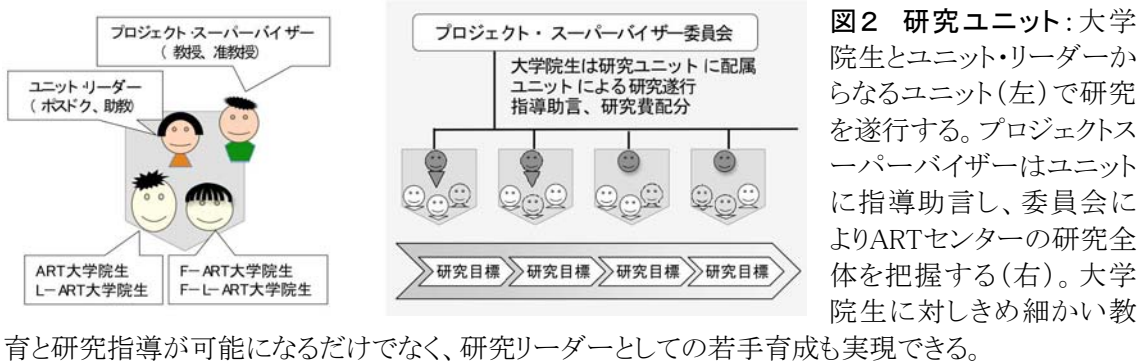 プロジェクト・スーパーバイザー
（ 教授、准教授）
ユニット・リーダー
（ ポスドク、助教）
ART大学院生
L－ART大学院生
F－ART大学院生
F－L－ART大学院生
プロジェクト・ スーパーバイザー委員会
大学院生は研究ユニット に配属
ユニット による研究遂行
指導助言、研究費配分
研究目標
研究目標
研究目標
研究目標
図２ 研究ユニット：大学
院生とユニット・リーダーか
らなるユニット（左）で研究
を遂行する。プロジェクトス
ーパーバイザーはユニット
に指導助言し、委員会に
よりARTセンターの研究全
体を把握する（右）。大学
院生に対しきめ細かい教
育と研究指導が可能になるだけでなく、研究リーダーとしての若手育成も実現できる。